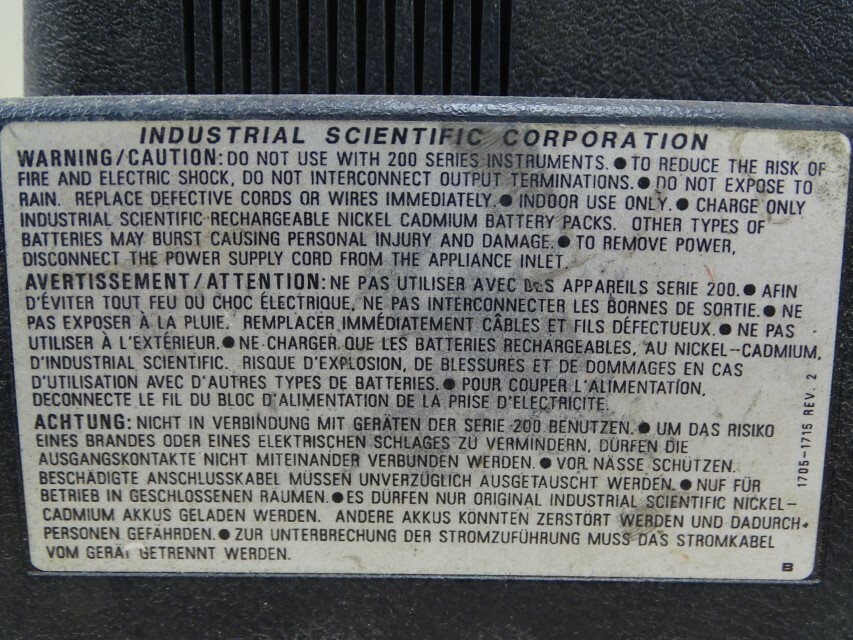 INDUSTRIAL SCIENTIFIC CORPORATION
WARNING/CAUTION: DO NOT USE WITH 200 SERIES INSTRUMENTS. ● TO REDUCE THE RISK OF
FIRE AND ELECTRIC SHOCK, DO NOT INTERCONNECT OUTPUT TERMINATIONS. ● DO NOT EXPOSE TO
RAIN. REPLACE DEFECTIVE CORDS OR WIRES IMMEDIATELY. ● INDOOR USE ONLY. ● CHARGE ONLY
INDUSTRIAL SCIENTIFIC RECHARGEABLE NICKEL CADMIUM BATTERY PACKS. OTHER TYPES OF
BATTERIES MAY BURST CAUSING PERSONAL INJURY AND DAMAGE. ● TO REMOVE POWER,
DISCONNECT THE POWER SUPPLY CORD FROM THE APPLIANCE INLET.
AVERTISSEMENT/ATTENTION: NE PAS UTILISER AVEC DES APPAREILS SERIE 200. ● AFIN
D'ÉVITER TOUT FEU OU CHOC ÉLECTRIQUE, NE PAS INTERCONNECTER LES BORNES DE SORTIE. ● NE
PAS EXPOSER À LA PLUIE. REMPLACER IMMÉDIATEMENT CÂBLES ET FILS DÉFECTUEUX. ● NE PAS
UTILISER À L'EXTÉRIEUR. ● NE CHARGER QUE LES BATTERIES RECHARGEABLES, AU NICKEL-CADMIUM,
D'INDUSTRIAL SCIENTIFIC. RISQUE D'EXPLOSION, DE BLESSURES ET DE DOMMAGES EN CAS
D'UTILISATION AVEC D'AUTRES TYPES DE BATTERIES. ● POUR COUPER L'ALIMENTATION,
DECONNECTE LE FIL DU BLOC D'ALIMENTATION DE LA PRISE D'ELECTRICITE.
ACHTUNG: NICHT IN VERBINDUNG MIT GERÄTEN DER SERIE 200 BENUTZEN. ● UM DAS RISIKO
EINES BRANDES ODER EINES ELEKTRISCHEN SCHLAGES ZU VERMINDERN, DÜRFEN DIE
AUSGANGSKONTAKTE NICHT MITEINANDER VERBUNDEN WERDEN. ● VOR NÄSSE SCHÜTZEN.
BESCHÄDIGTE ANSCHLUSSKABEL MÜSSEN UNVERZÜGLICH AUSGETAUSCHT WERDEN. ● NUF FÜR
BETRIEB IN GESCHLOSSENEN RÄUMEN. ● ES DÜRFEN NUR ORIGINAL INDUSTRIAL SCIENTIFIC NICKEL-
CADMIUM AKKUS GELADEN WERDEN. ANDERE AKKUS KÖNNTEN ZERSTÖRT WERDEN UND DADURCH
PERSONEN GEFÄHRDEN. ● ZUR UNTERBRECHUNG DER STROMZUFÜHRUNG MUSS DAS STROMKABEL
VOM GERÄT GETRENNT WERDEN.
1705-1715 REV. 2
B